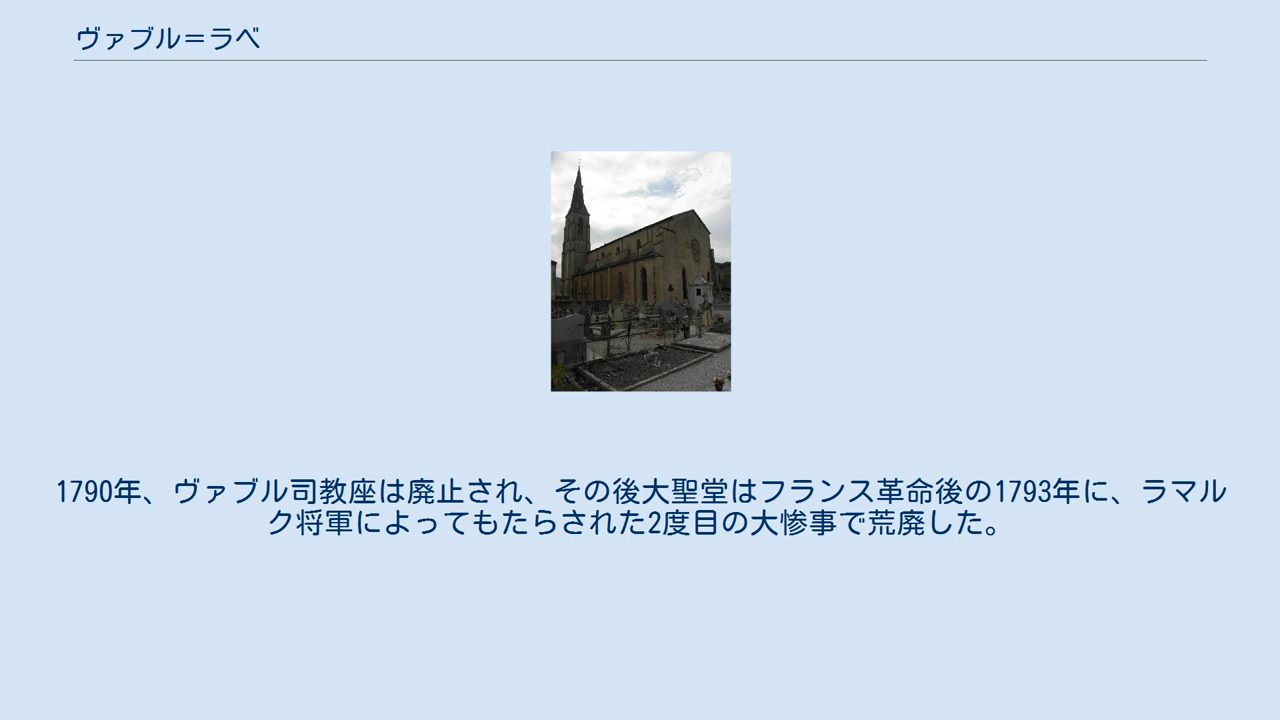 ヴァブル＝ラベ
1790年、ヴァブル司教座は廃止され、その後大聖堂はフランス革命後の1793年に、ラマル
ク将軍によってもたらされた2度目の大惨事で荒廃した。